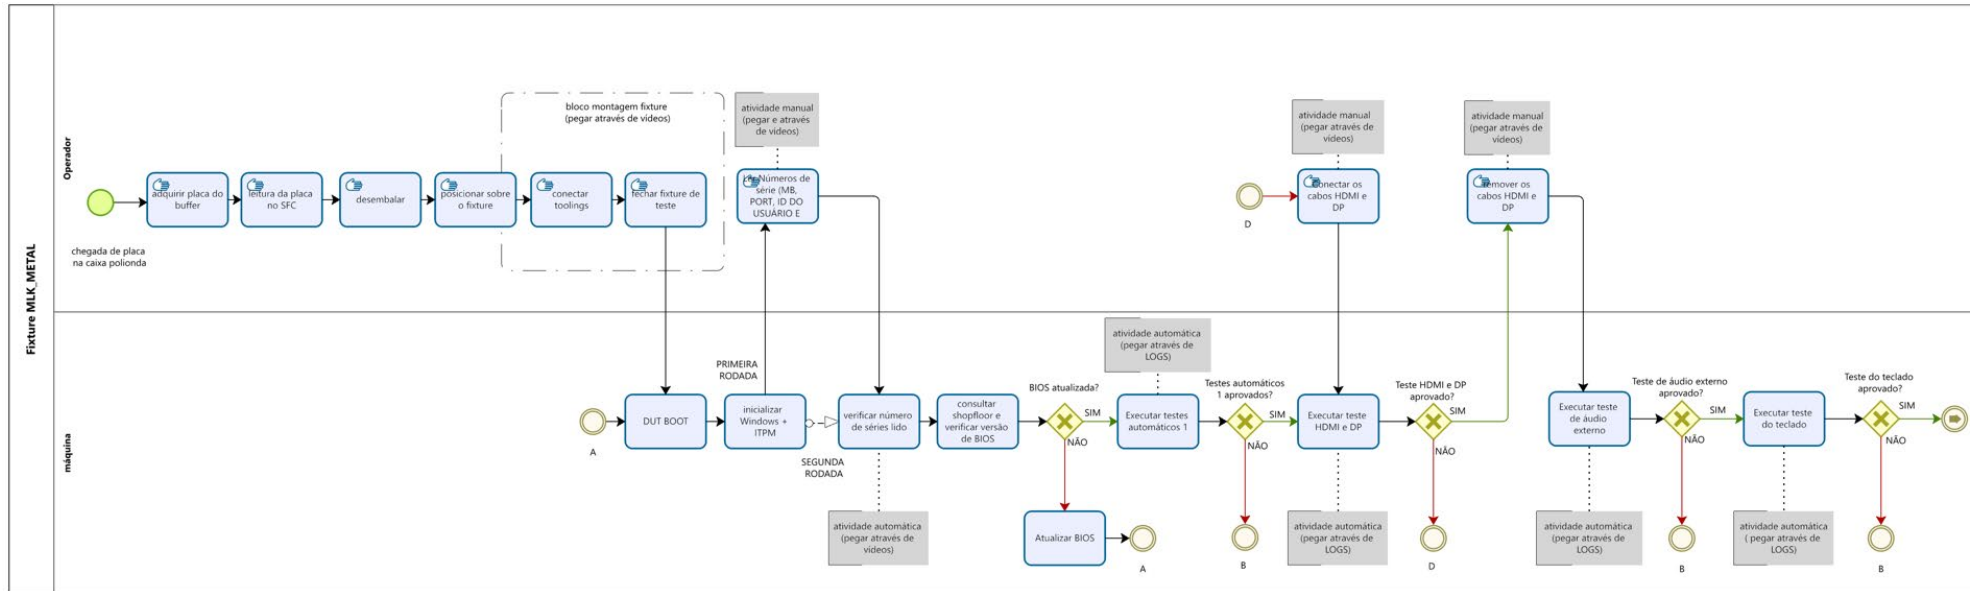 Fixture MLK_METAL
Operador
chegada de placa
na caixa polionda
adquirir placa do
buffer
leitura da placa
no SFC
desembalar
bloco montagem fixture
(pegar através de vídeos)
posicionar sobre
o fixture
conectar
toolings
fechar fixture de
teste
atividade manual
(pegar e através
de vídeos)
Números de
série (MB,
PORT, ID DO
USUÁRIO E
atividade manual
(pegar através de
vídeos)
D
conectar os
cabos HDMI e
DP
atividade manual
(pegar através de
vídeos)
remover os
cabos HDMI e
DP
máquina
A
DUT BOOT
PRIMEIRA
RODADA
inicializar
Windows +
ITPM
SEGUNDA
RODADA
verificar número
de séries lido
atividade automática
(pegar através de
vídeos)
consultar
shopfloor e
verificar versão
de BIOS
BIOS atualizada?
SIM
NÃO
Atualizar BIOS
A
atividade automática
(pegar através de
LOGS)
Executar testes
automáticos 1
Testes automáticos
1 aprovados?
SIM
NÃO
B
Executar teste
HDMI e DP
atividade automática
(pegar através de
LOGS)
Teste HDMI e DP
aprovado?
SIM
NÃO
D
Executar teste
de áudio
externo
atividade automática
(pegar através de
LOGS)
Teste de áudio externo
aprovado?
SIM
NÃO
B
Executar teste
do teclado
atividade automática
( pegar através de
LOGS)
Teste do teclado
aprovado?
SIM
NÃO
B